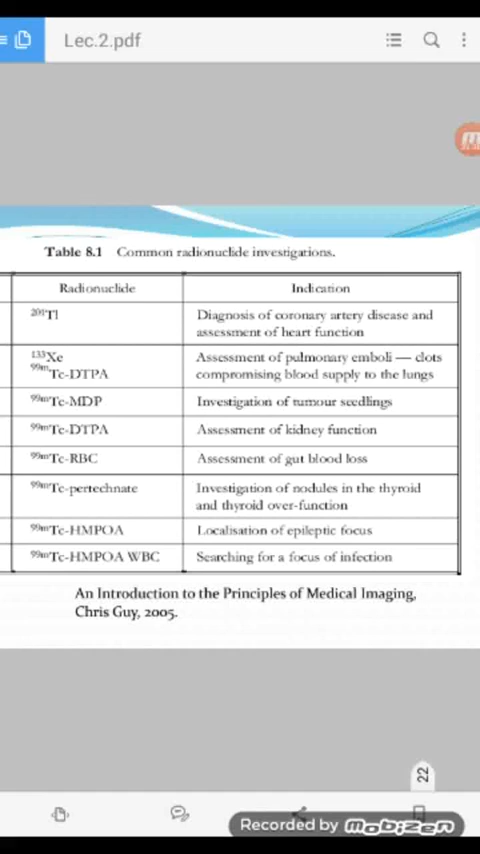 Lec.2.pdf
Table 8.1 Common radionuclide investigations.
Radionuclide Indication
²⁰¹Tl Diagnosis of coronary artery disease and
assessment of heart function
¹³³Xe Assessment of pulmonary emboli — clots
⁹⁹ᵐTc-DTPA compromising blood supply to the lungs
⁹⁹ᵐTc-MDP Investigation of tumour seedlings
⁹⁹ᵐTc-DTPA Assessment of kidney function
⁹⁹ᵐTc-RBC Assessment of gut blood loss
⁹⁹ᵐTc-pertechnate Investigation of nodules in the thyroid
and thyroid over-function
⁹⁹ᵐTc-HMPOA Localisation of epileptic focus
⁹⁹ᵐTc-HMPOA WBC Searching for a focus of infection
An Introduction to the Principles of Medical Imaging,
Chris Guy, 2005.
22
Recorded by mobizen